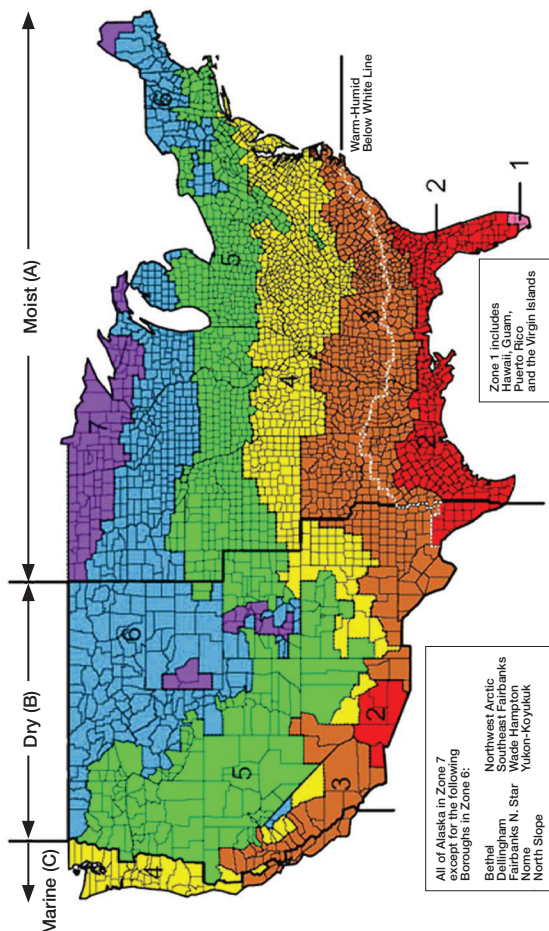 Marine (C)
Dry (B)
Moist (A)
4
5
6
7
6
5
4
3
2
3
2
2
1
Warm-Humid
Below White Line
All of Alaska in Zone 7
except for the following
Boroughs in Zone 6:
Bethel
Dellingham
Fairbanks N. Star
Nome
North Slope
Northwest Arctic
Southeast Fairbanks
Wade Hampton
Yukon-Koyukuk
Zone 1 includes
Hawaii, Guam,
Puerto Rico
and the Virgin Islands